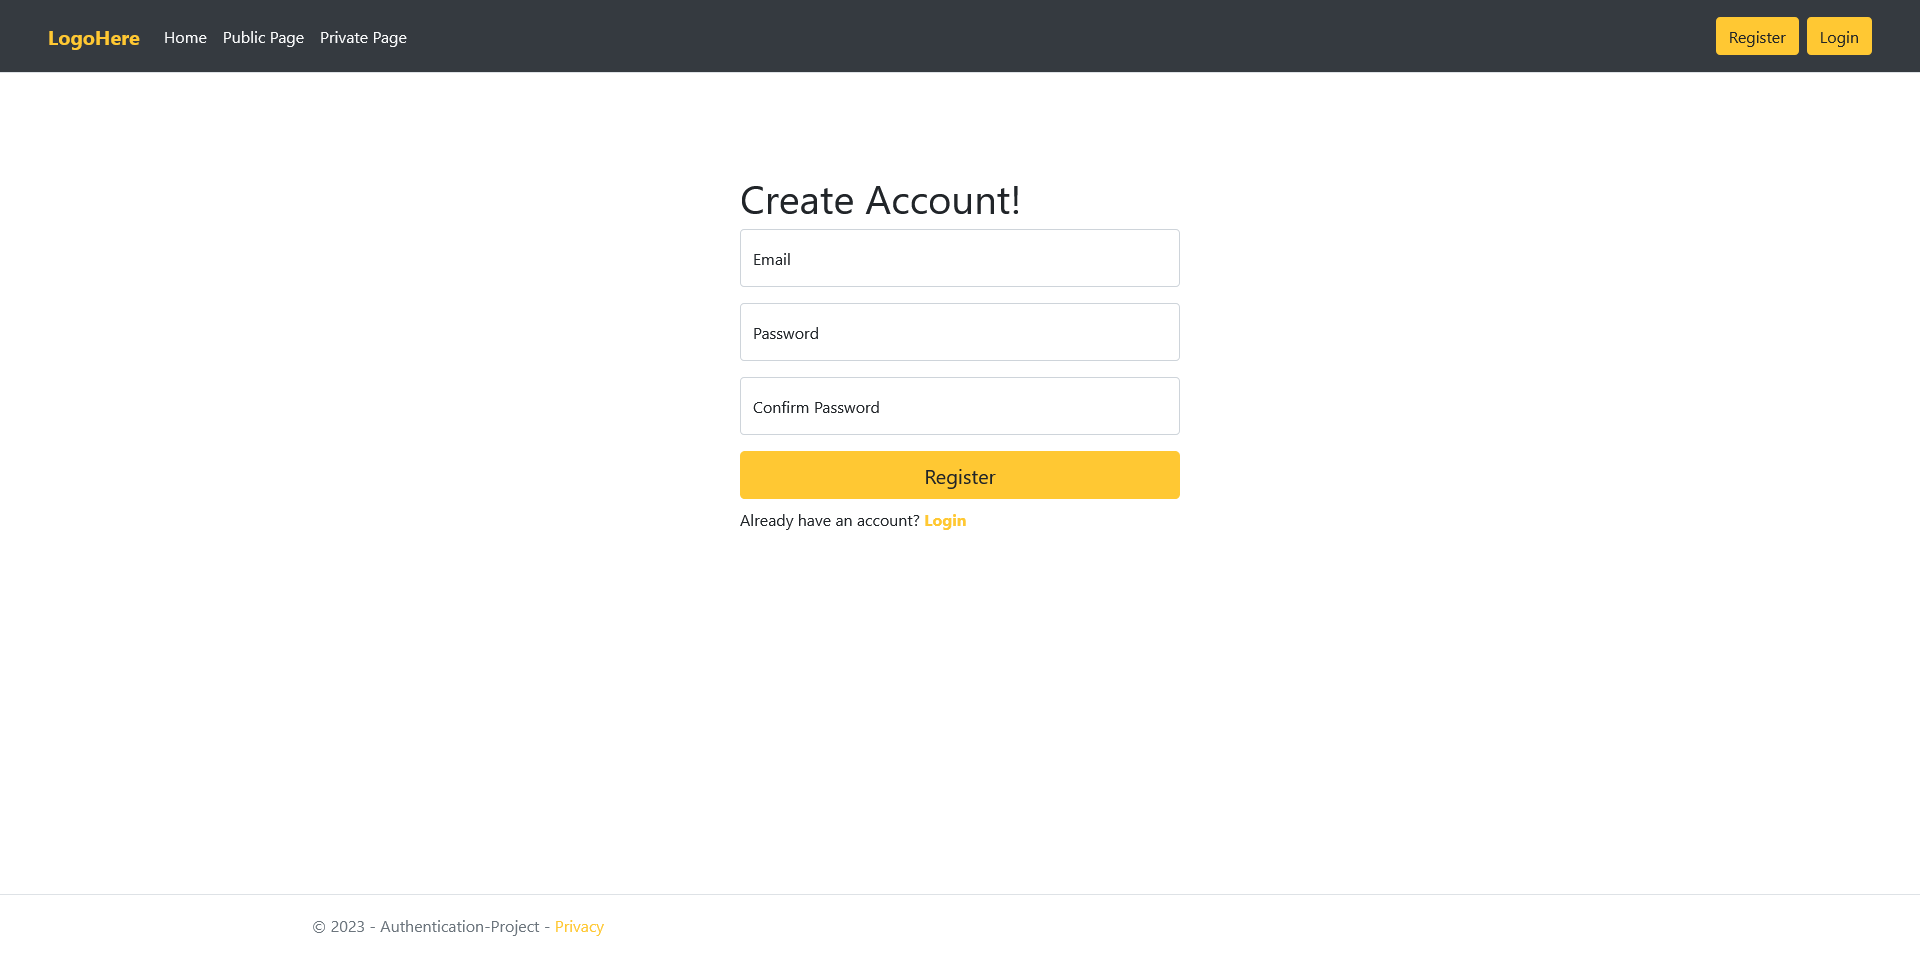 LogoHere Home Public Page Private Page Register Login
Create Account!
Email
Password
Confirm Password
Register
Already have an account? Login
© 2023 - Authentication-Project - Privacy